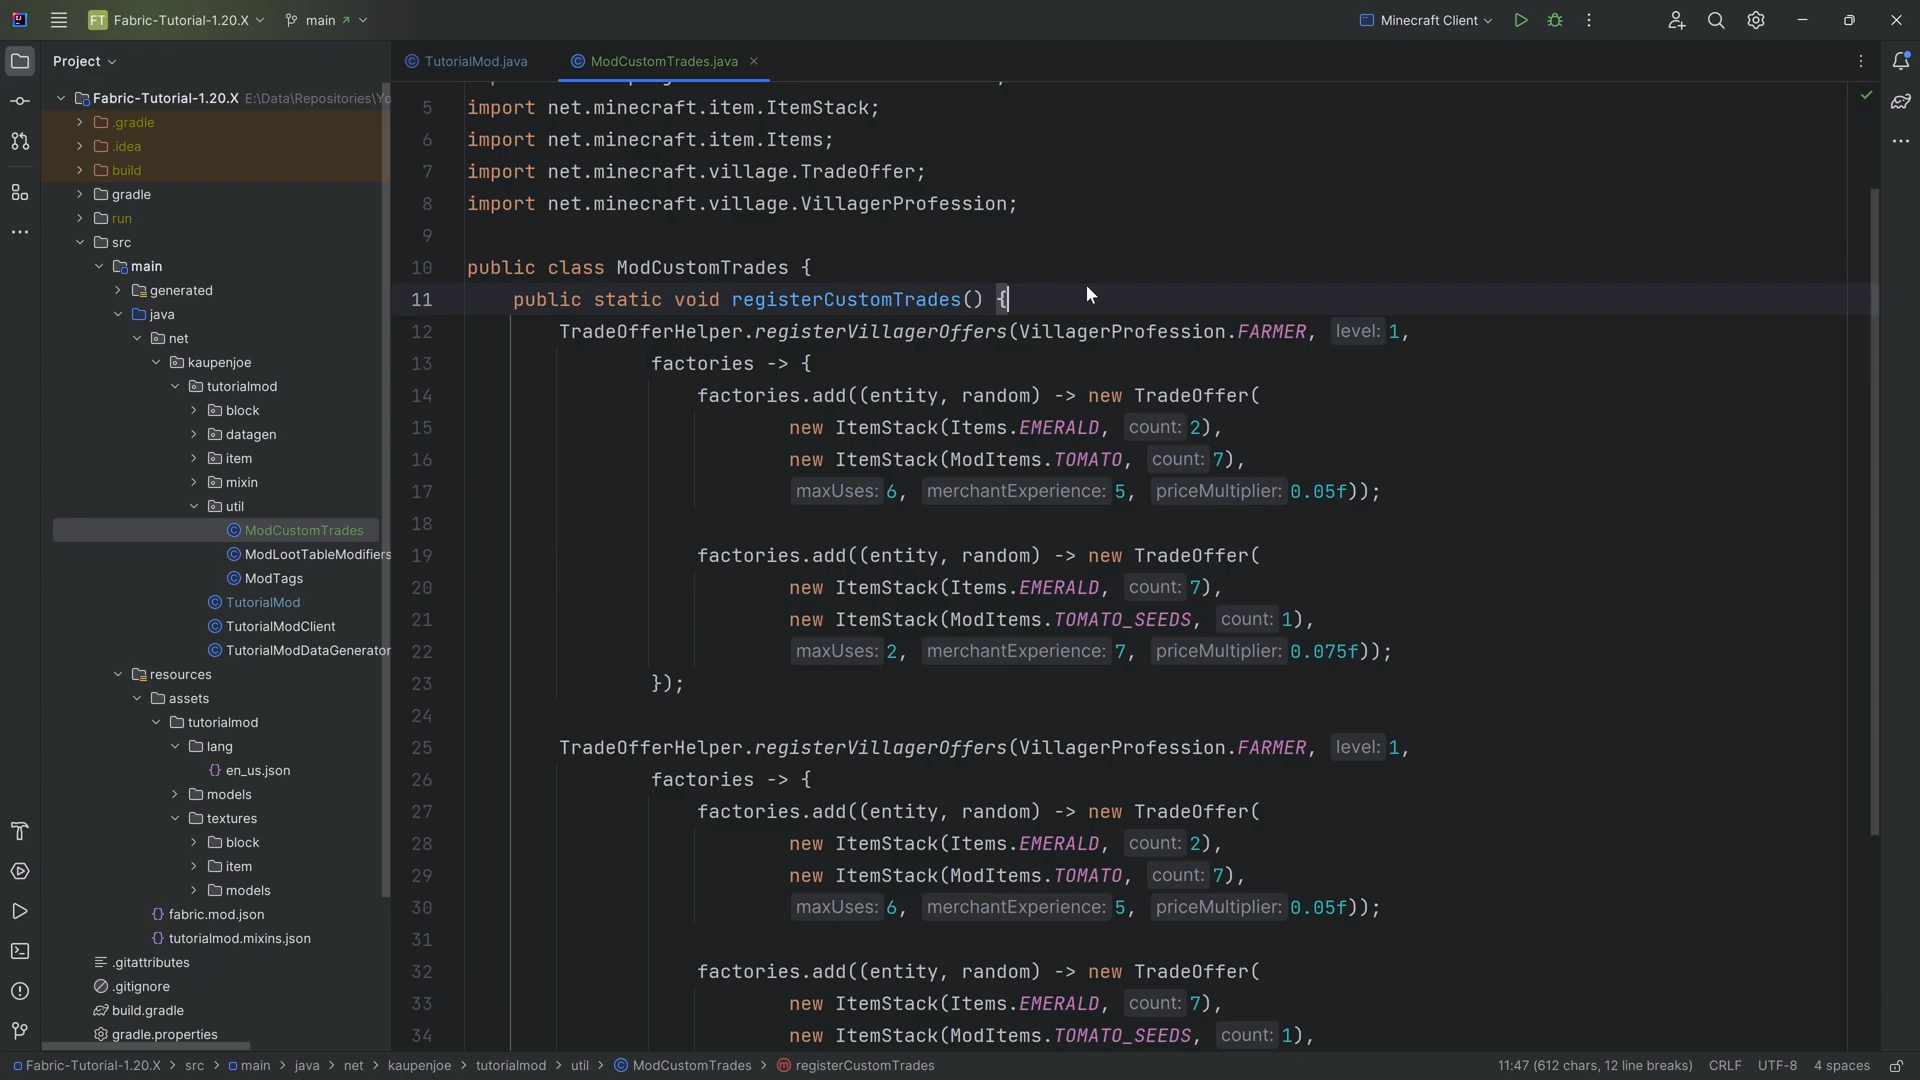 FT Fabric-Tutorial-1.20.X main Minecraft Client
Project
TutorialMod.java ModCustomTrades.java
Fabric-Tutorial-1.20.X E:\Data\Repositories\Yo
.gradle
.idea
build
gradle
run
src
main
generated
java
net
kaupenjoe
tutorialmod
block
datagen
item
mixin
util
ModCustomTrades
ModLootTableModifiers
ModTags
TutorialMod
TutorialModClient
TutorialModDataGenerator
resources
assets
tutorialmod
lang
en_us.json
models
textures
block
item
models
fabric.mod.json
tutorialmod.mixins.json
.gitattributes
.gitignore
build.gradle
gradle.properties
5 import net.minecraft.item.ItemStack;
6 import net.minecraft.item.Items;
7 import net.minecraft.village.TradeOffer;
8 import net.minecraft.village.VillagerProfession;
9
10 public class ModCustomTrades {
11 public static void registerCustomTrades() {
12 TradeOfferHelper.registerVillagerOffers(VillagerProfession.FARMER, level: 1,
13 factories -> {
14 factories.add((entity, random) -> new TradeOffer(
15 new ItemStack(Items.EMERALD, count: 2),
16 new ItemStack(ModItems.TOMATO, count: 7),
17 maxUses: 6, merchantExperience: 5, priceMultiplier: 0.05f));
18
19 factories.add((entity, random) -> new TradeOffer(
20 new ItemStack(Items.EMERALD, count: 7),
21 new ItemStack(ModItems.TOMATO_SEEDS, count: 1),
22 maxUses: 2, merchantExperience: 7, priceMultiplier: 0.075f));
23 });
24
25 TradeOfferHelper.registerVillagerOffers(VillagerProfession.FARMER, level: 1,
26 factories -> {
27 factories.add((entity, random) -> new TradeOffer(
28 new ItemStack(Items.EMERALD, count: 2),
29 new ItemStack(ModItems.TOMATO, count: 7),
30 maxUses: 6, merchantExperience: 5, priceMultiplier: 0.05f));
31
32 factories.add((entity, random) -> new TradeOffer(
33 new ItemStack(Items.EMERALD, count: 7),
34 new ItemStack(ModItems.TOMATO_SEEDS, count: 1),
Fabric-Tutorial-1.20.X > src > main > java > net > kaupenjoe > tutorialmod > util > ModCustomTrades > registerCustomTrades 11:47 (612 chars, 12 line breaks) CRLF UTF-8 4 spaces